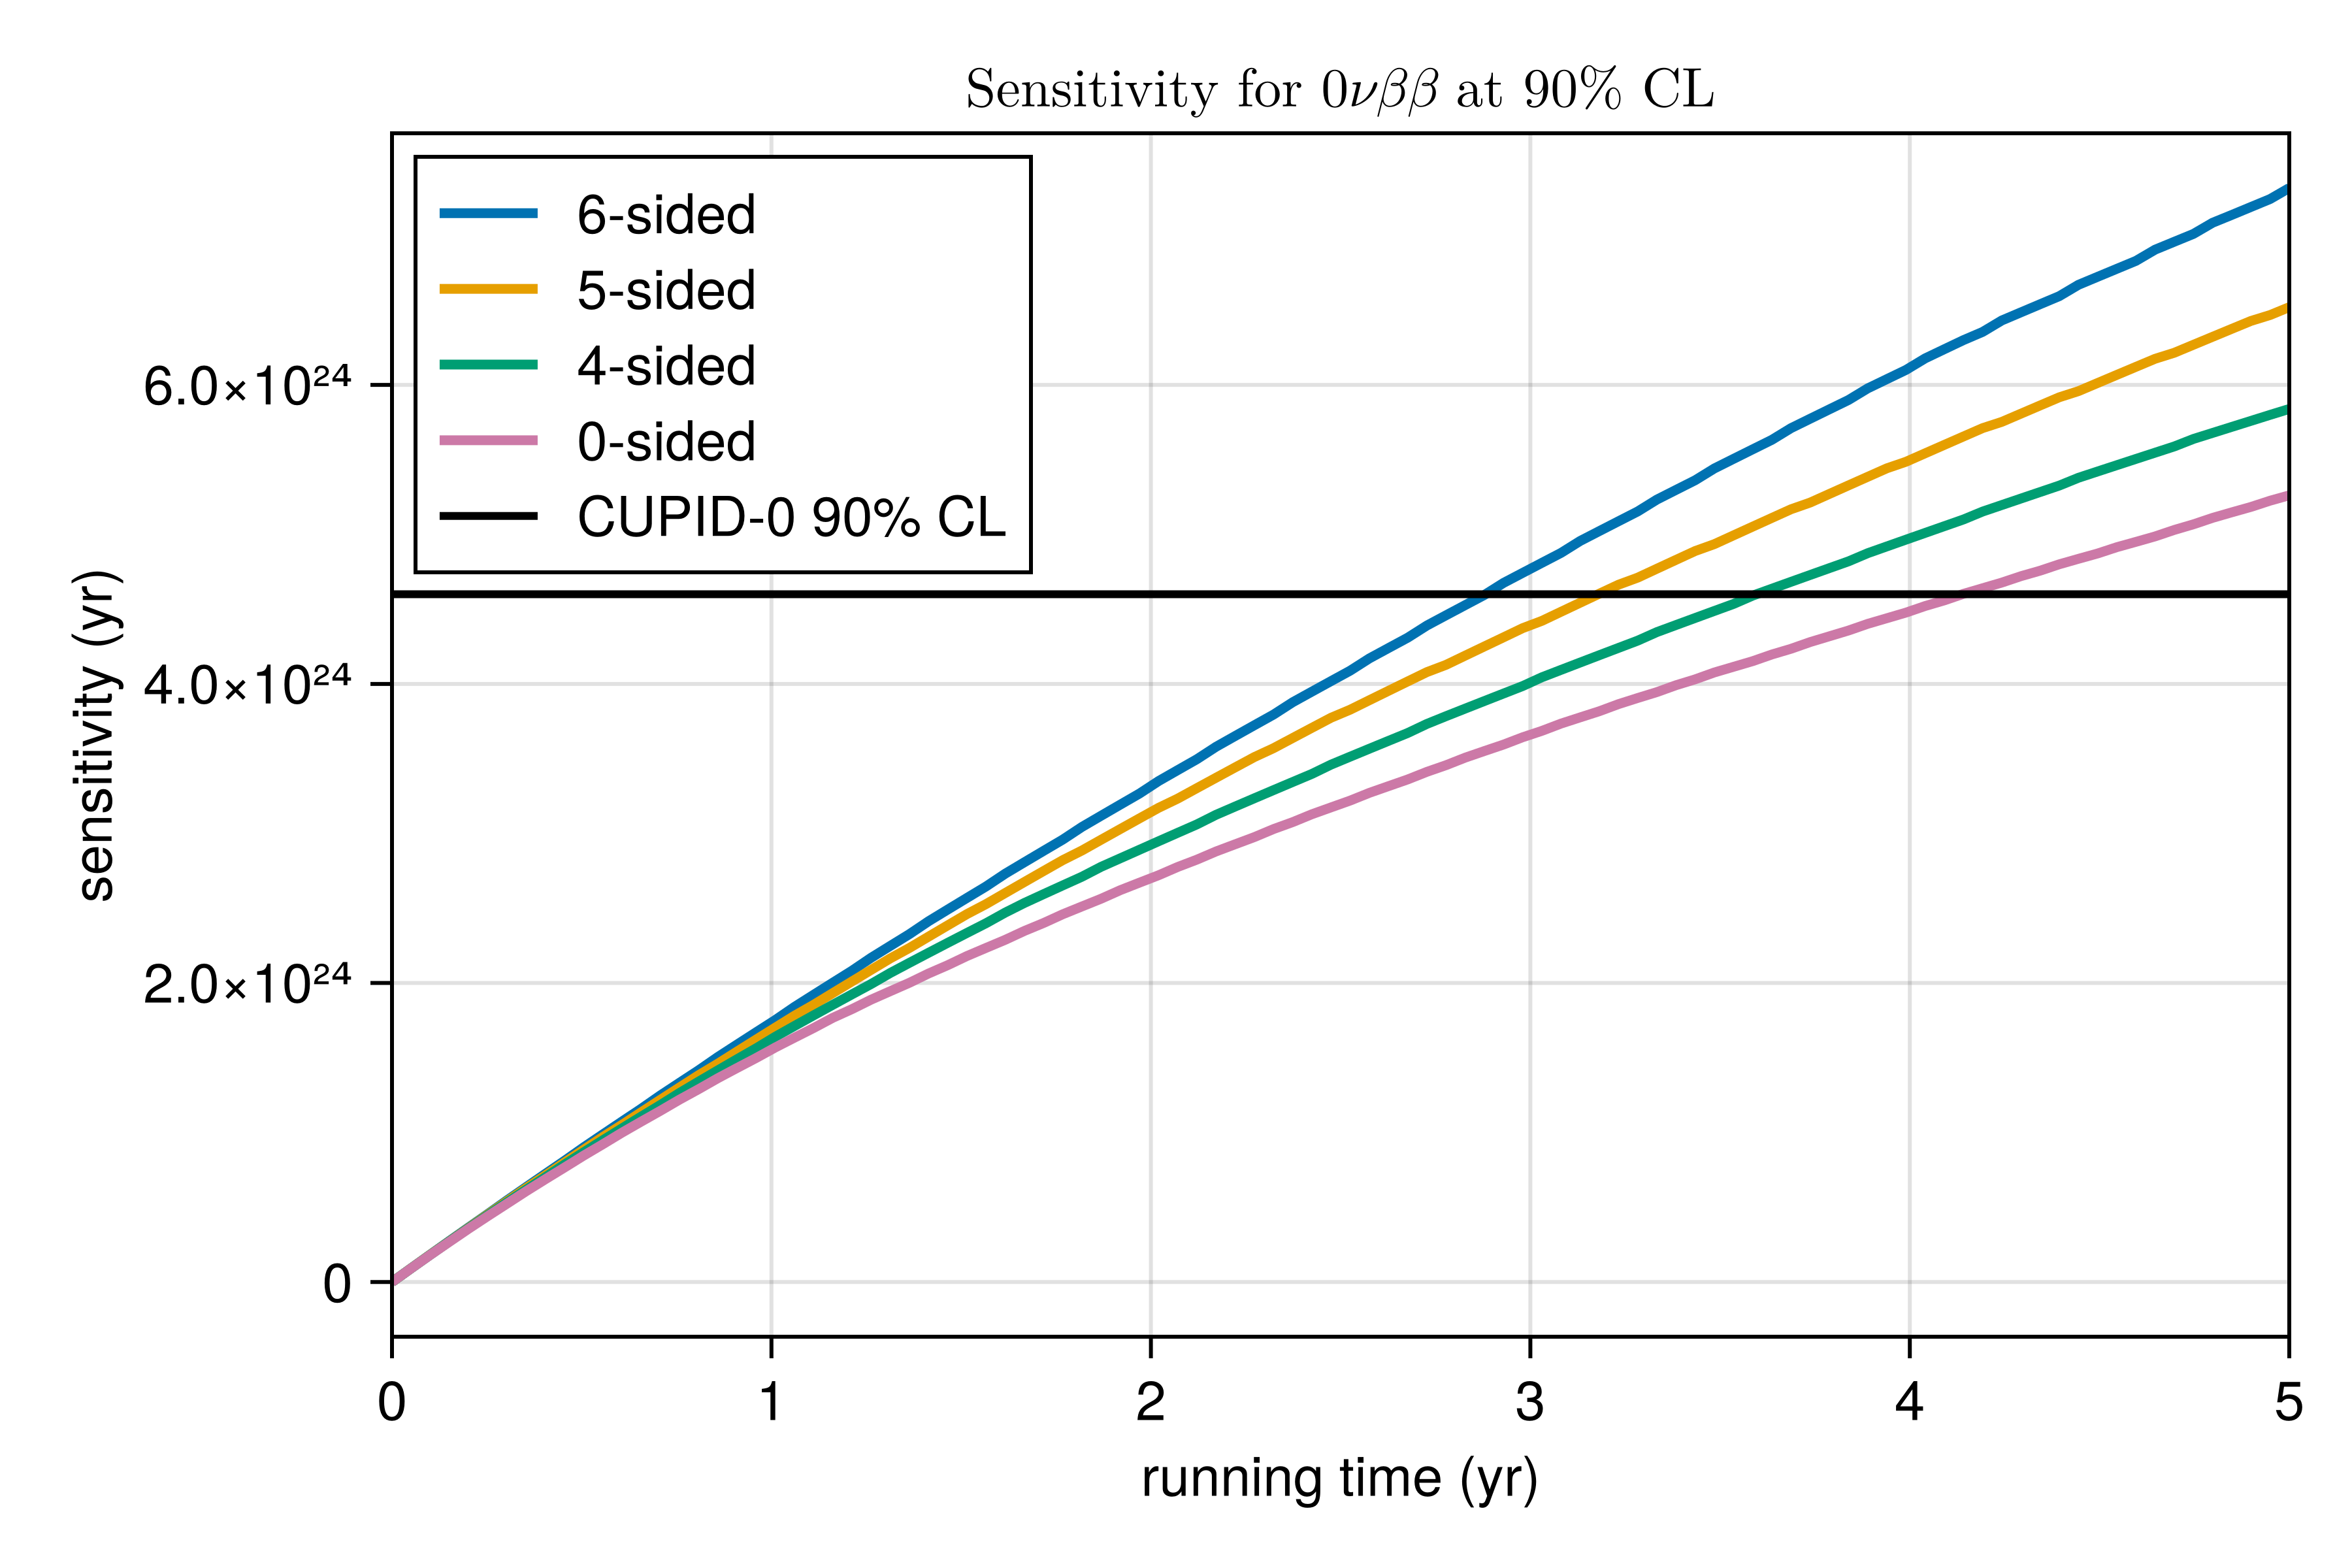 Sensitivity for 0νββ at 90% CL
6-sided
5-sided
4-sided
0-sided
CUPID-0 90% CL
sensitivity (yr)
6.0×10²⁴
4.0×10²⁴
2.0×10²⁴
0
0 1 2 3 4 5
running time (yr)